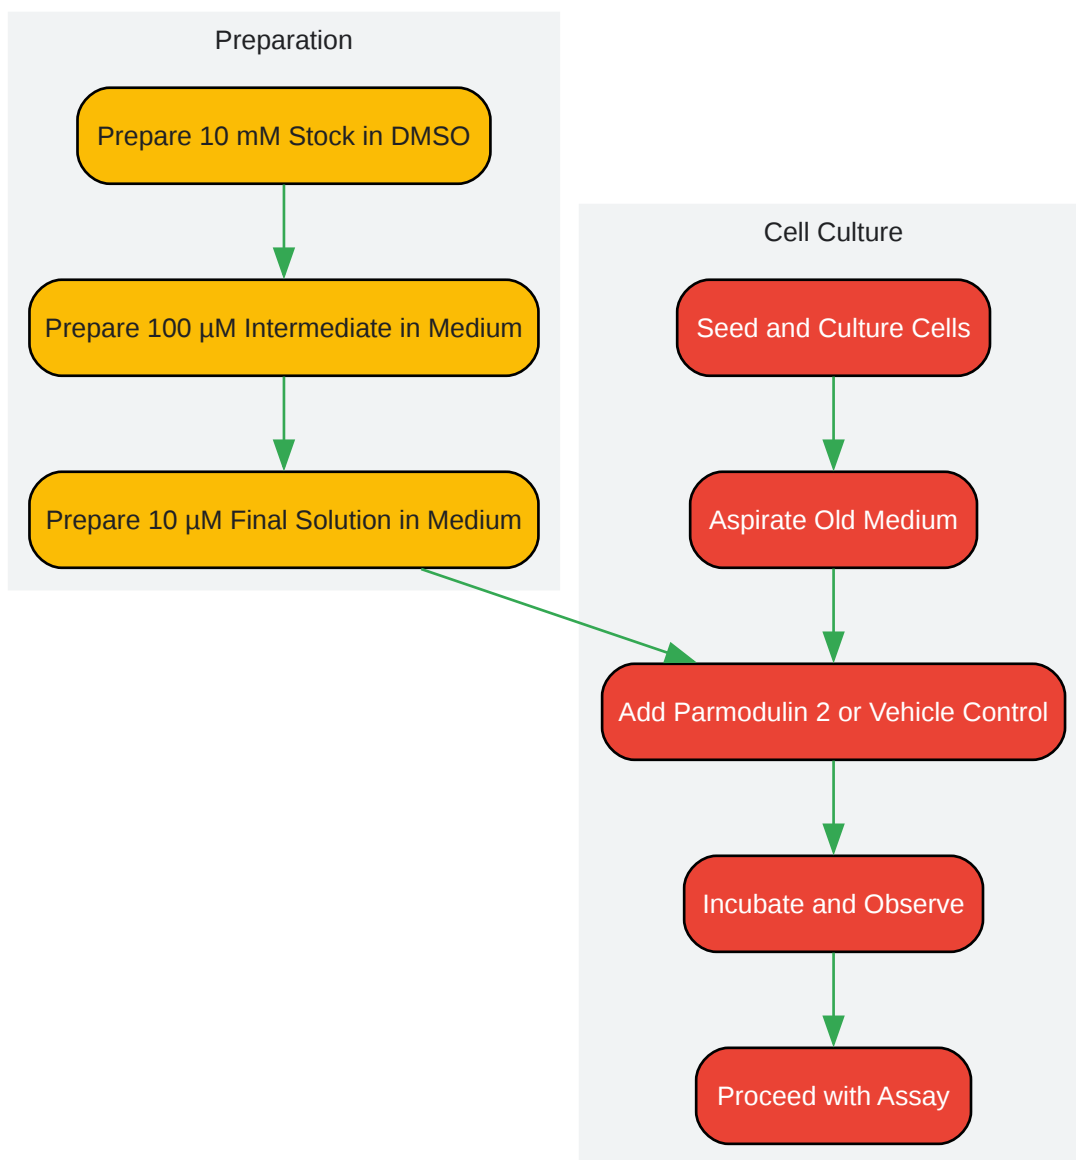 Preparation
Prepare 10 mM Stock in DMSO
Prepare 100 µM Intermediate in Medium
Prepare 10 µM Final Solution in Medium
Cell Culture
Seed and Culture Cells
Aspirate Old Medium
Add Parmodulin 2 or Vehicle Control
Incubate and Observe
Proceed with Assay